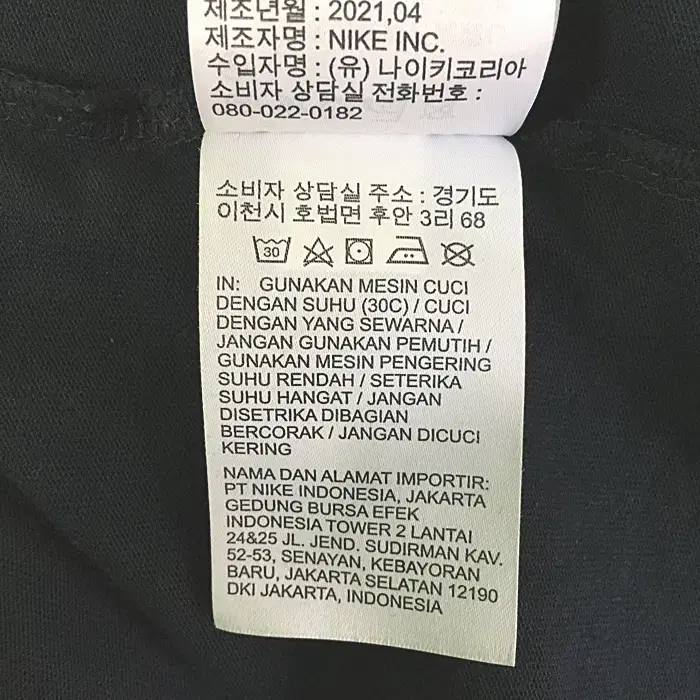 제조년월 : 2021,04
제조자명 : NIKE INC.
수입자명 : (유) 나이키코리아
소비자 상담실 전화번호 :
080-022-0182
소비자 상담실 주소 : 경기도
이천시 호법면 후안 3리 68
30
IN: GUNAKAN MESIN CUCI
DENGAN SUHU (30C) / CUCI
DENGAN YANG SEWARNA /
JANGAN GUNAKAN PEMUTIH /
GUNAKAN MESIN PENGERING
SUHU RENDAH / SETERIKA
SUHU HANGAT / JANGAN
DISETRIKA DIBAGIAN
BERCORAK / JANGAN DICUCI
KERING
NAMA DAN ALAMAT IMPORTIR:
PT NIKE INDONESIA, JAKARTA
GEDUNG BURSA EFEK
INDONESIA TOWER 2 LANTAI
24&25 JL. JEND. SUDIRMAN KAV.
52-53, SENAYAN, KEBAYORAN
BARU, JAKARTA SELATAN 12190
DKI JAKARTA, INDONESIA